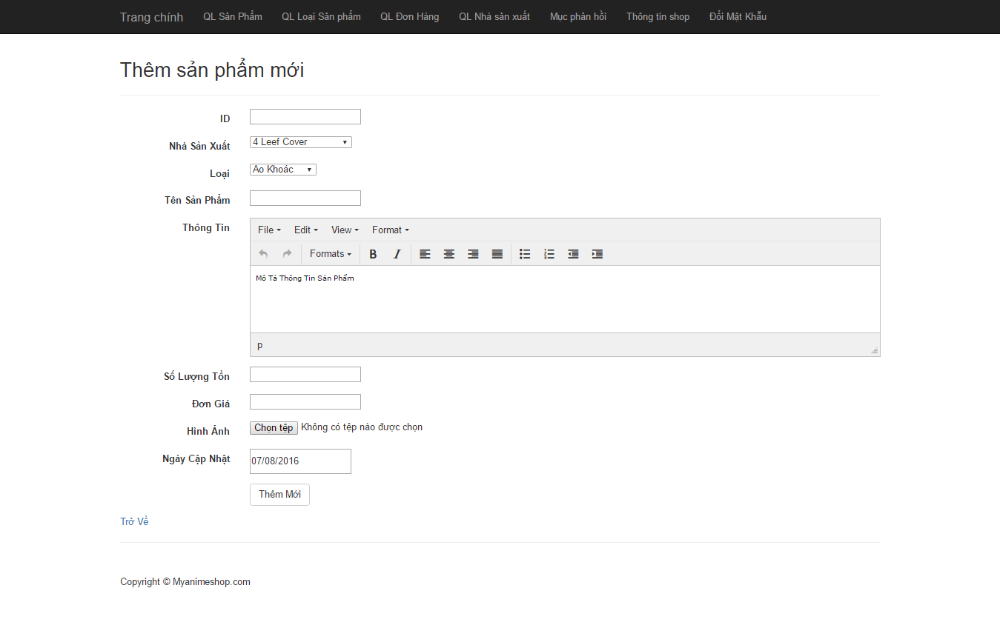 Trang chính QL Sản Phẩm QL Loại Sản phẩm QL Đơn Hàng QL Nhà sản xuất Mục phản hồi Thông tin shop Đổi Mật Khẩu
Thêm sản phẩm mới
ID
Nhà Sản Xuất 4 Leef Cover
Loại Ao Khoác
Tên Sản Phẩm
Thông Tin File Edit View Format
Formats B I
Mô Tả Thông Tin Sản Phẩm
p
Số Lượng Tồn
Đơn Giá
Hình Ảnh Chọn tệp Không có tệp nào được chọn
Ngày Cập Nhật 07/08/2016
Thêm Mới
Trở Về
Copyright © Myanimeshop.com